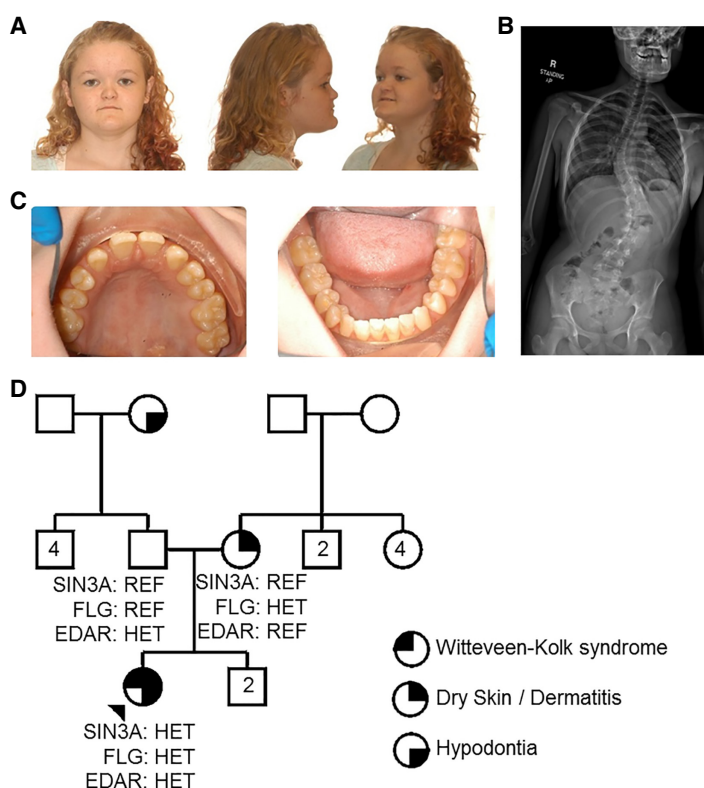 A
B
R
STANDING
AP
C
D
4
2
4
SIN3A: REF
FLG: REF
EDAR: HET
SIN3A: REF
FLG: HET
EDAR: REF
2
SIN3A: HET
FLG: HET
EDAR: HET
Witteveen-Kolk syndrome
Dry Skin / Dermatitis
Hypodontia